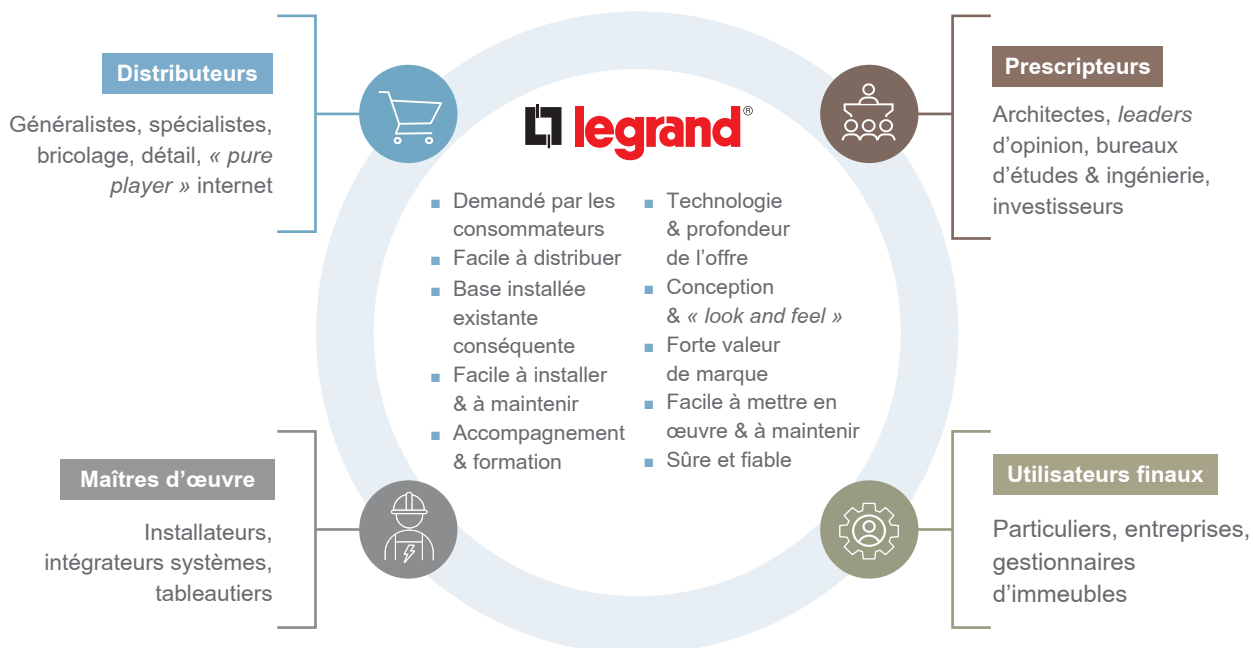 Distributeurs
Généralistes, spécialistes,
bricolage, détail, « pure
player » internet
Prescripteurs
Architectes, leaders
d’opinion, bureaux
d’études & ingénierie,
investisseurs
legrand®
■ Demandé par les
consommateurs
■ Facile à distribuer
■ Base installée
existante
conséquente
■ Facile à installer
& à maintenir
■ Accompagnement
& formation
■ Technologie
& profondeur
de l’offre
■ Conception
& « look and feel »
■ Forte valeur
de marque
■ Facile à mettre en
œuvre & à maintenir
■ Sûre et fiable
Maîtres d’œuvre
Installateurs,
intégrateurs systèmes,
tableautiers
Utilisateurs finaux
Particuliers, entreprises,
gestionnaires
d’immeubles